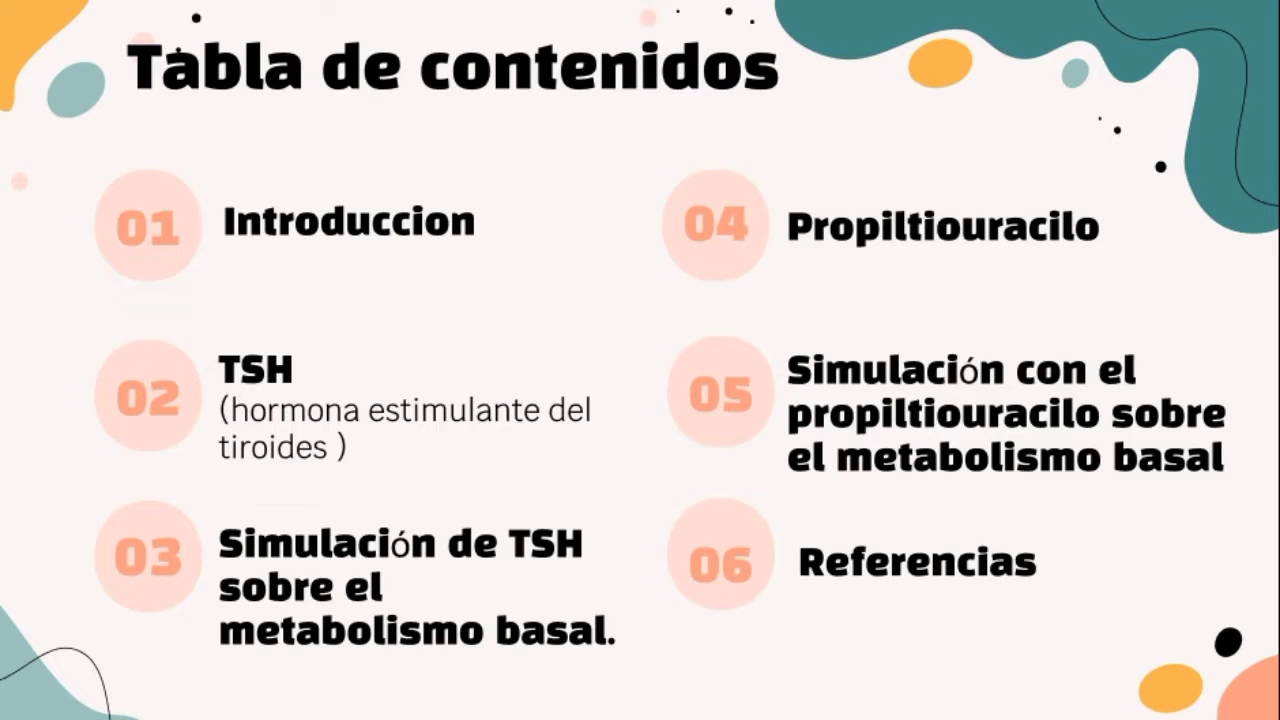 Tabla de contenidos
01
Introduccion
02
TSH
(hormona estimulante del
tiroides )
03
Simulación de TSH
sobre el
metabolismo basal.
04
Propiltiouracilo
05
Simulación con el
propiltiouracilo sobre
el metabolismo basal
06
Referencias